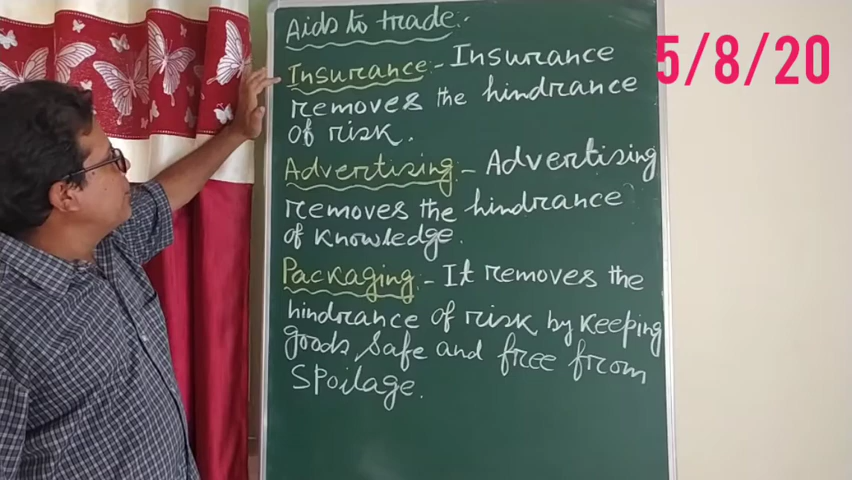 Aids to trade:-
5/8/20
Insurance:- Insurance
removes the hindrance
of risk.
Advertising - Advertising
removes the hindrance
of knowledge.
Packaging:- It removes the
hindrance of risk by keeping
goods, safe and free from
spoilage.